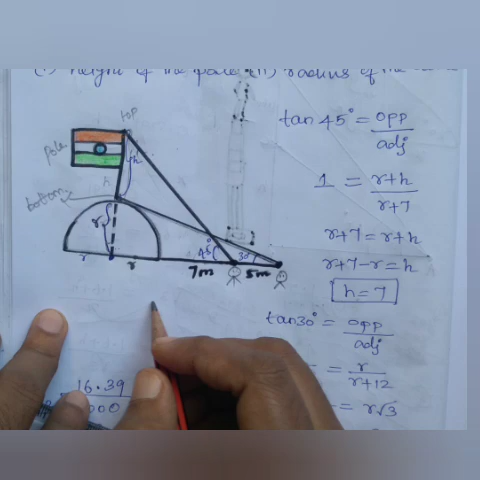 (i) height of the pole (ii) radius of the
top
Pole
h
bottom
r
r
r
45°
30°
7m
5m
tan 45° = opp
adj
1 = r+h
r+7
r+7 = r+h
r+7-r = h
h = 7
tan30° = opp
adj
= r
r+12
= r√3
16.39
000